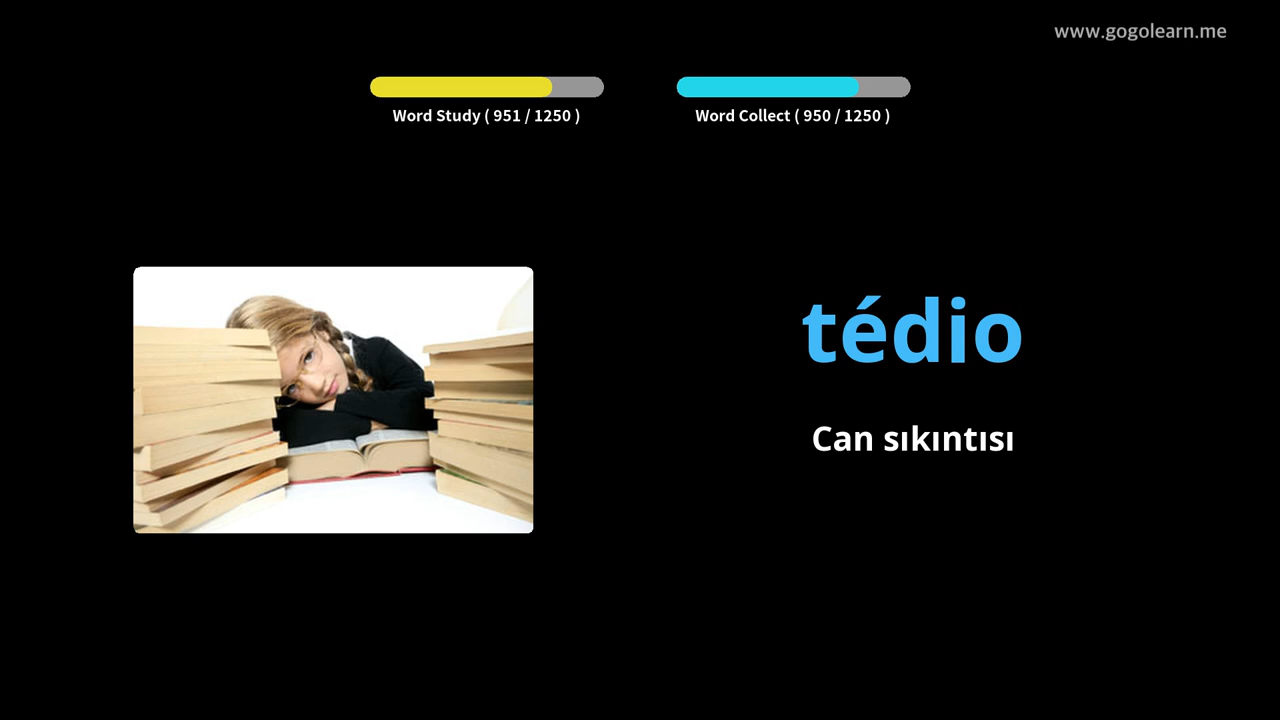 www.gogolearn.me
Word Study ( 951 / 1250 )
Word Collect ( 950 / 1250 )
tédio
Can sıkıntısı